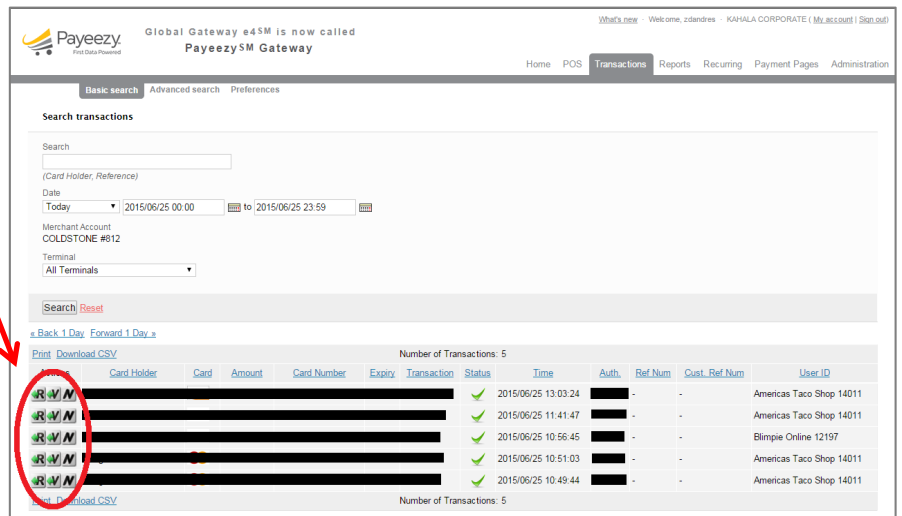 What's new - Welcome, zdandres - KAHALA CORPORATE ( My account | Sign out)
Payeezy
First Data Powered
Global Gateway e4SM is now called
PayeezySM Gateway
Home POS Transactions Reports Recurring Payment Pages Administration
Basic search Advanced search Preferences
Search transactions
Search
(Card Holder, Reference)
Date
Today 2015/06/25 00:00 to 2015/06/25 23:59
Merchant Account
COLDSTONE #812
Terminal
All Terminals
Search Reset
« Back 1 Day Forward 1 Day »
Print Download CSV Number of Transactions: 5
Card Holder Card Amount Card Number Expiry Transaction Status Time Auth. Ref Num Cust. Ref Num User ID
R V N 2015/06/25 13:03:24 - - Americas Taco Shop 14011
R V N 2015/06/25 11:41:47 - - Americas Taco Shop 14011
R V N 2015/06/25 10:56:45 - - Blimpie Online 12197
R V N 2015/06/25 10:51:03 - - Americas Taco Shop 14011
R V N 2015/06/25 10:49:44 - - Americas Taco Shop 14011
Print Download CSV Number of Transactions: 5